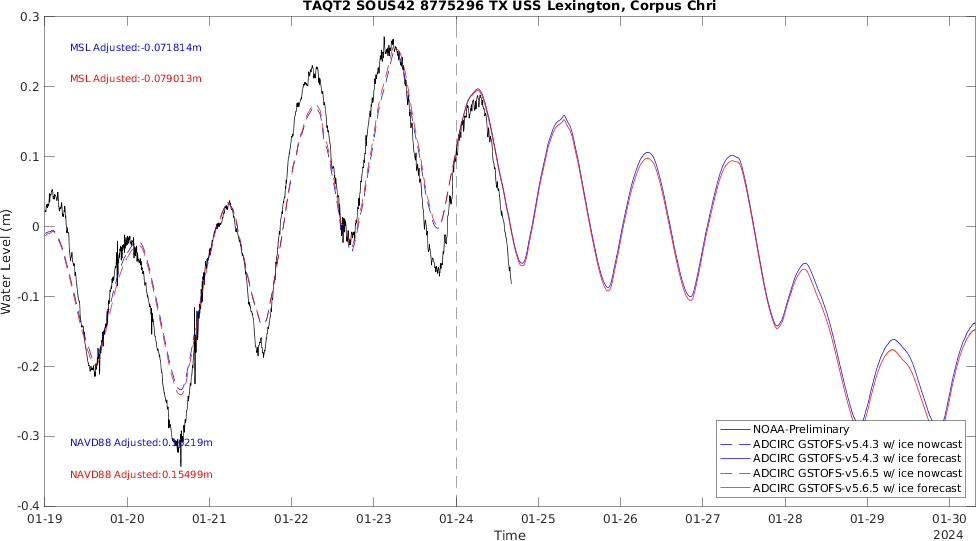 TAQT2 SOUS42 8775296 TX USS Lexington, Corpus Chri
0.3
MSL Adjusted:-0.071814m
MSL Adjusted:-0.079013m
0.2
0.1
0
-0.1
-0.2
-0.3
-0.4
Water Level (m)
NAVD88 Adjusted:
NAVD88 Adjusted:0.15499m
NOAA-Preliminary
ADCIRC GSTOFS-v5.4.3 w/ ice nowcast
ADCIRC GSTOFS-v5.4.3 w/ ice forecast
ADCIRC GSTOFS-v5.6.5 w/ ice nowcast
ADCIRC GSTOFS-v5.6.5 w/ ice forecast
01-19 01-20 01-21 01-22 01-23 01-24 01-25 01-26 01-27 01-28 01-29 01-30
Time
2024